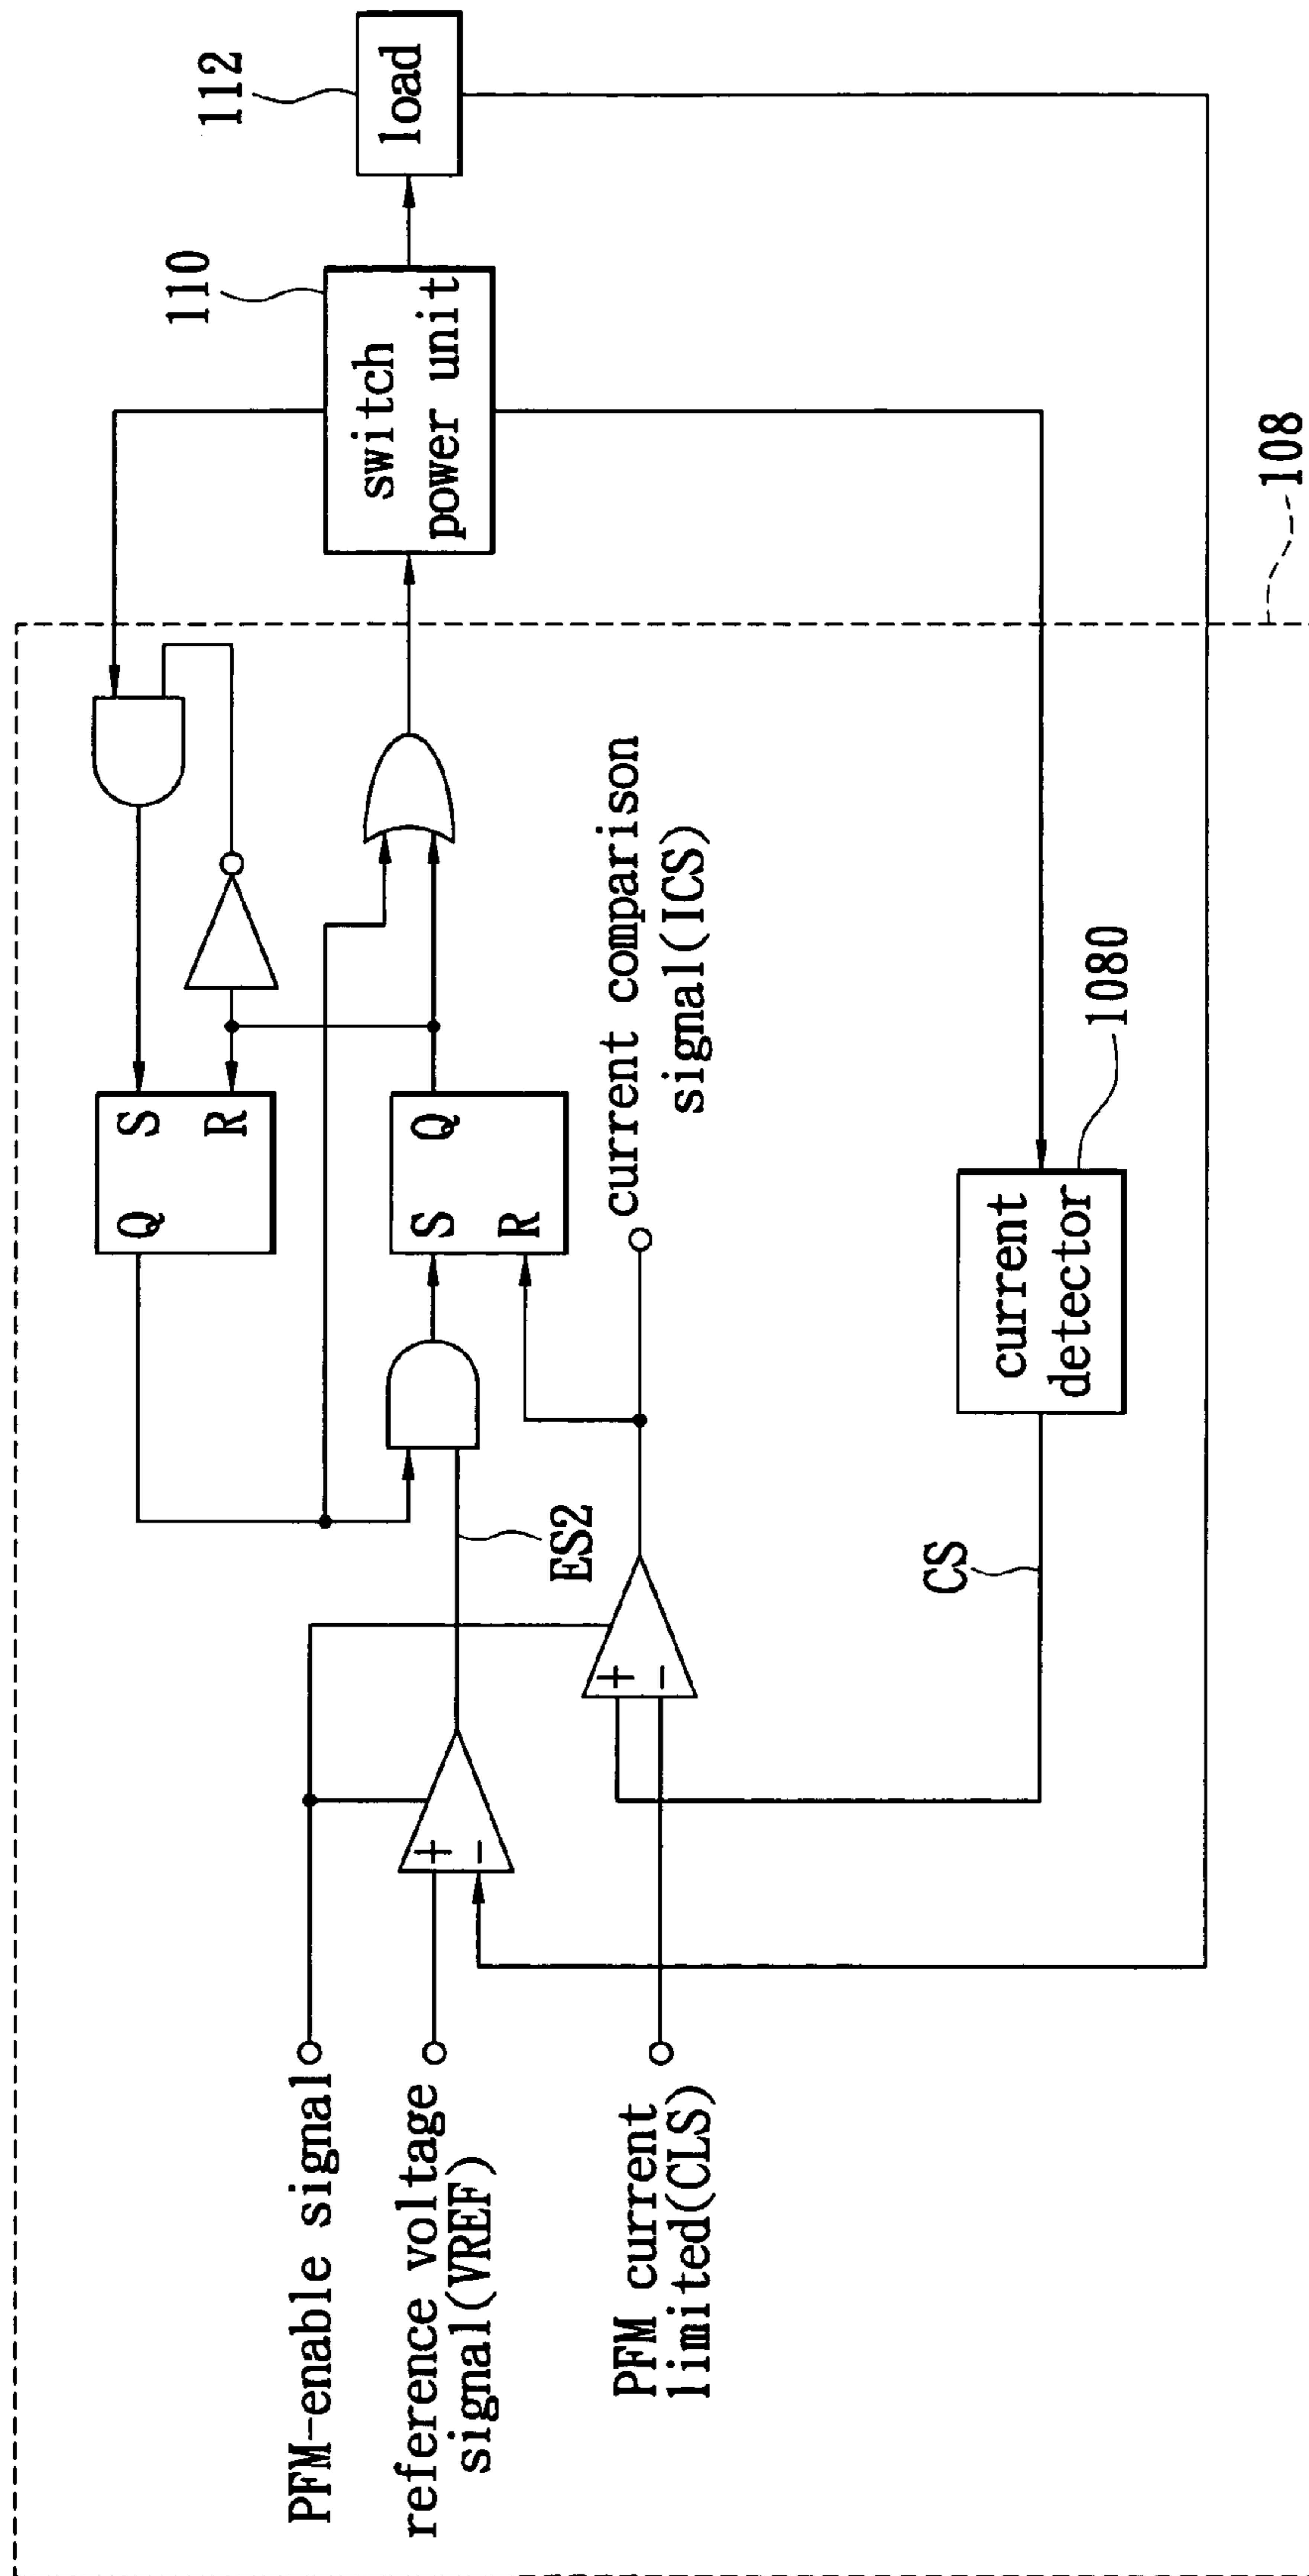 PFM-enable signal
reference voltage
signal(VREF)
PFM current
limited(CLS)
+
-
+
-
ES2
CS
Q
S
R
S
Q
R
current comparison
signal(ICS)
current
detector
1080
switch
power unit
110
load
112
108